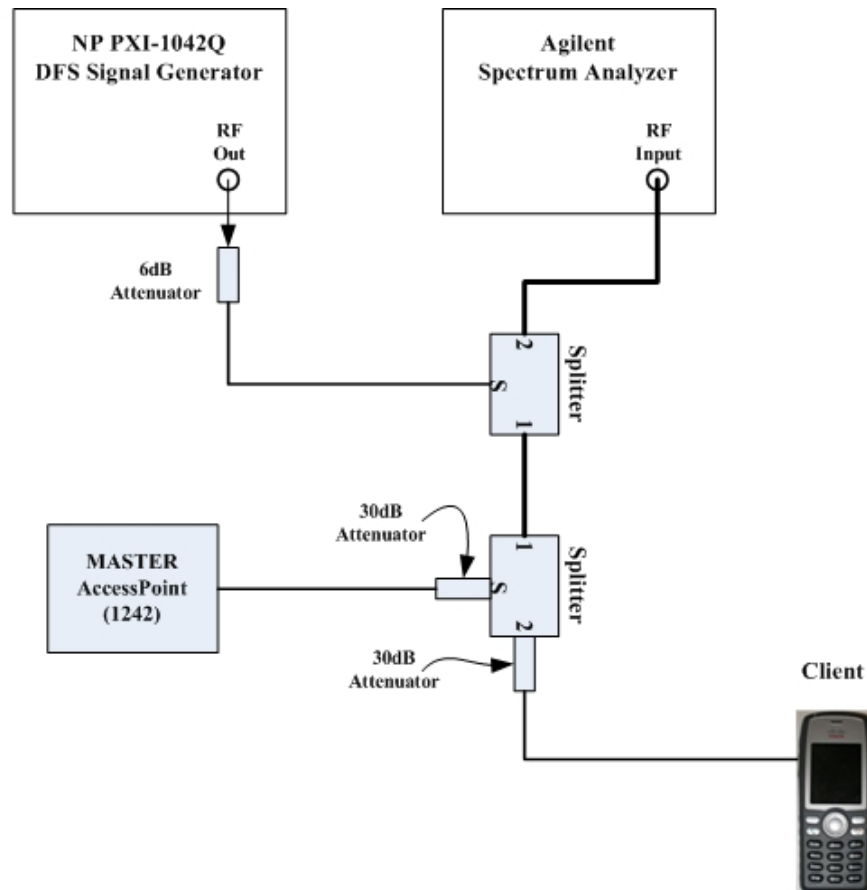 NP PXI-1042Q
DFS Signal Generator
RF
Out
Agilent
Spectrum Analyzer
RF
Input
6dB
Attenuator
2
S
1
Splitter
30dB
Attenuator
MASTER
AccessPoint
(1242)
1
S
2
Splitter
30dB
Attenuator
Client